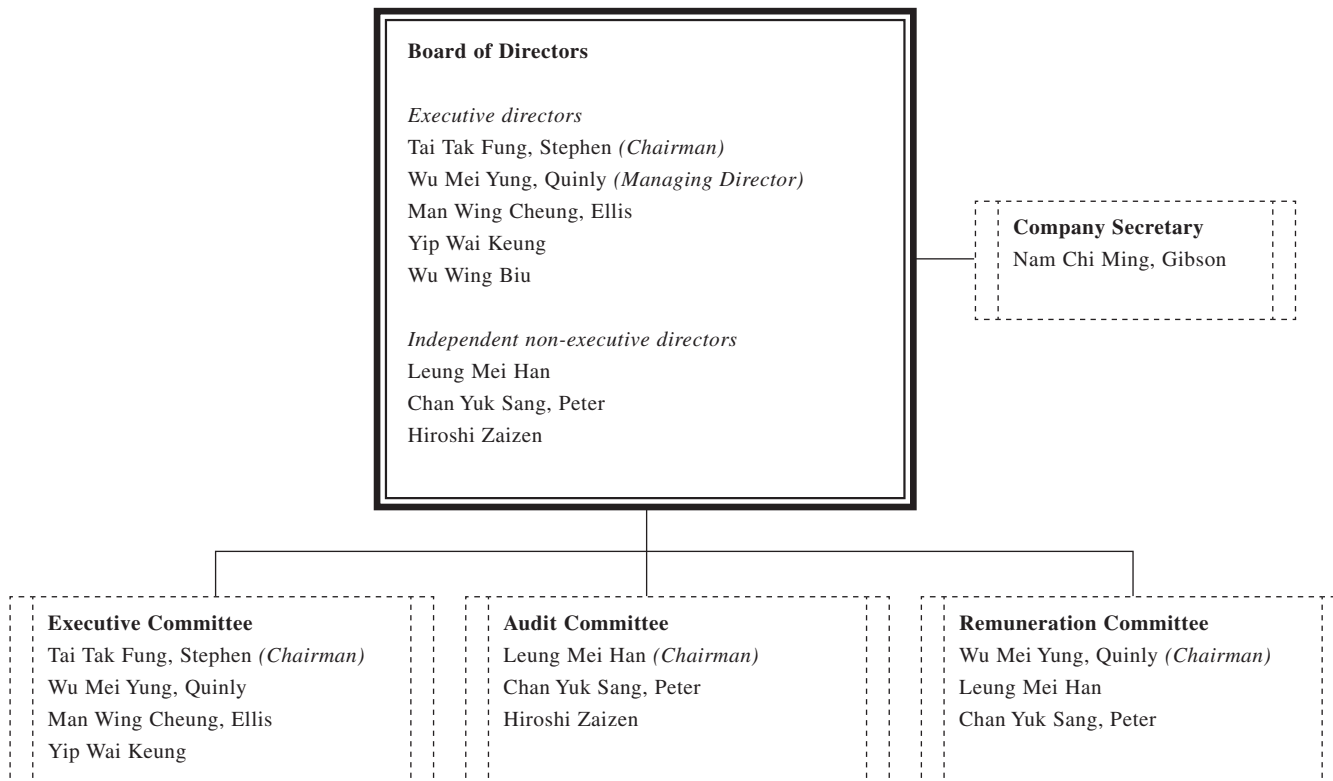 Board of Directors
Executive directors
Tai Tak Fung, Stephen (Chairman)
Wu Mei Yung, Quinly (Managing Director)
Man Wing Cheung, Ellis
Yip Wai Keung
Wu Wing Biu
Independent non-executive directors
Leung Mei Han
Chan Yuk Sang, Peter
Hiroshi Zaizen
Company Secretary
Nam Chi Ming, Gibson
Executive Committee
Tai Tak Fung, Stephen (Chairman)
Wu Mei Yung, Quinly
Man Wing Cheung, Ellis
Yip Wai Keung
Audit Committee
Leung Mei Han (Chairman)
Chan Yuk Sang, Peter
Hiroshi Zaizen
Remuneration Committee
Wu Mei Yung, Quinly (Chairman)
Leung Mei Han
Chan Yuk Sang, Peter